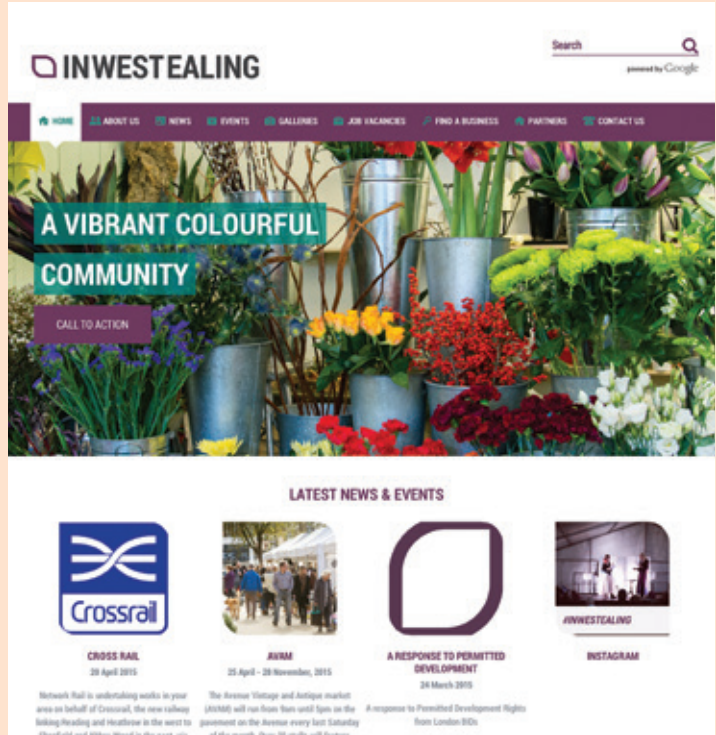 INWESTEALING
Search
powered by Google
HOME ABOUT US NEWS EVENTS GALLERIES JOB VACANCIES FIND A BUSINESS PARTNERS CONTACT US
A VIBRANT COLOURFUL
COMMUNITY
CALL TO ACTION
LATEST NEWS & EVENTS
Crossrail
CROSS RAIL
20 April 2015
Network Rail is undertaking works in your
area on behalf of Crossrail, the new railway
linking Reading and Heathrow in the west to
AVAM
25 April - 28 November, 2015
The Avenue Vintage and Antique market
(AVAM) will run from 9am until 5pm on the
pavement on the Avenue every last Saturday
A RESPONSE TO PERMITTED
DEVELOPMENT
24 March 2015
A response to Permitted Development Rights
from London BIDs
#INWESTEALING
INSTAGRAM